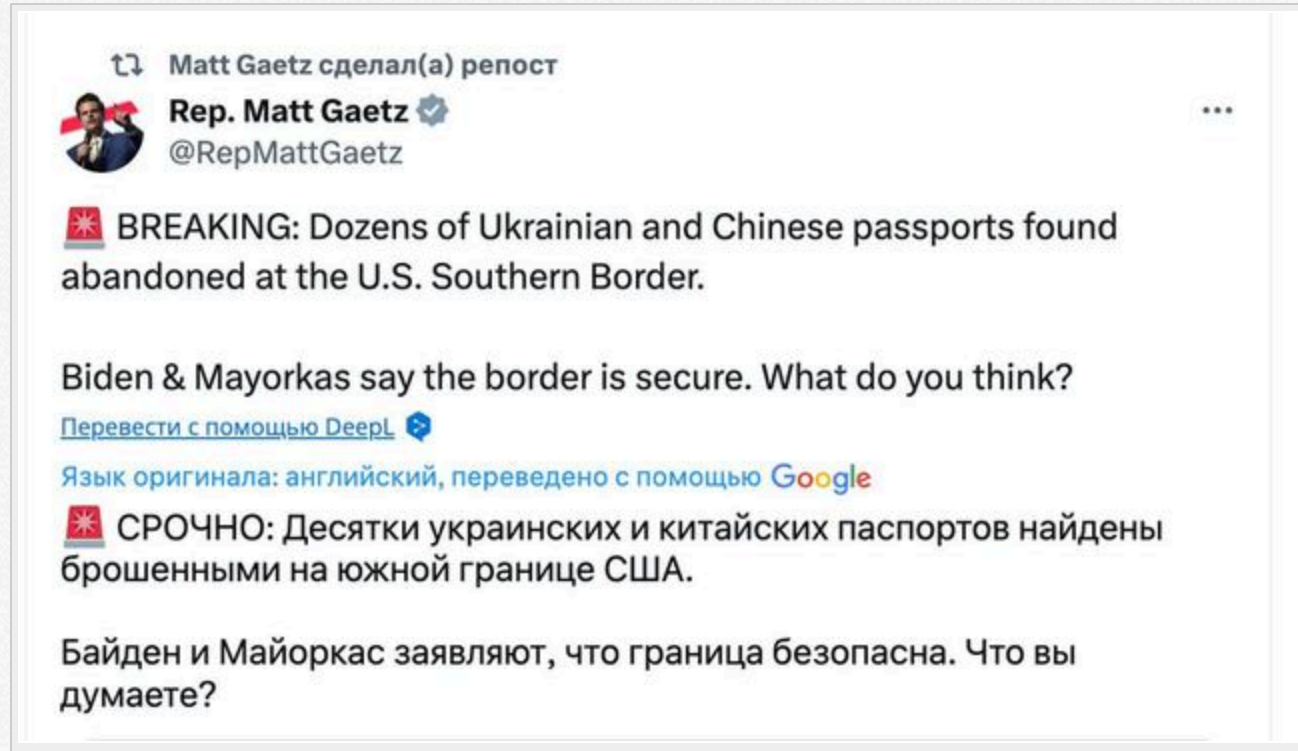 Matt Gaetz сделал(а) репост
Rep. Matt Gaetz
@RepMattGaetz
🚨 BREAKING: Dozens of Ukrainian and Chinese passports found
abandoned at the U.S. Southern Border.
Biden & Mayorkas say the border is secure. What do you think?
Перевести с помощью DeepL
Язык оригинала: английский, переведено с помощью Google
🚨 СРОЧНО: Десятки украинских и китайских паспортов найдены
брошенными на южной границе США.
Байден и Майоркас заявляют, что граница безопасна. Что вы
думаете?